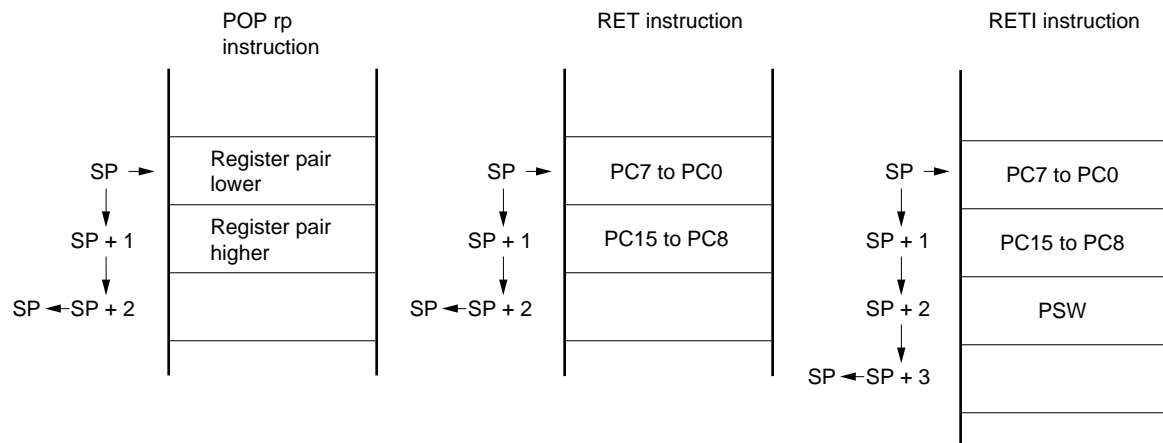 POP rp
instruction
Register pair
lower
Register pair
higher
SP
SP + 1
SP
SP + 2
RET instruction
PC7 to PC0
PC15 to PC8
SP
SP + 1
SP
SP + 2
RETI instruction
PC7 to PC0
PC15 to PC8
PSW
SP
SP + 1
SP + 2
SP
SP + 3